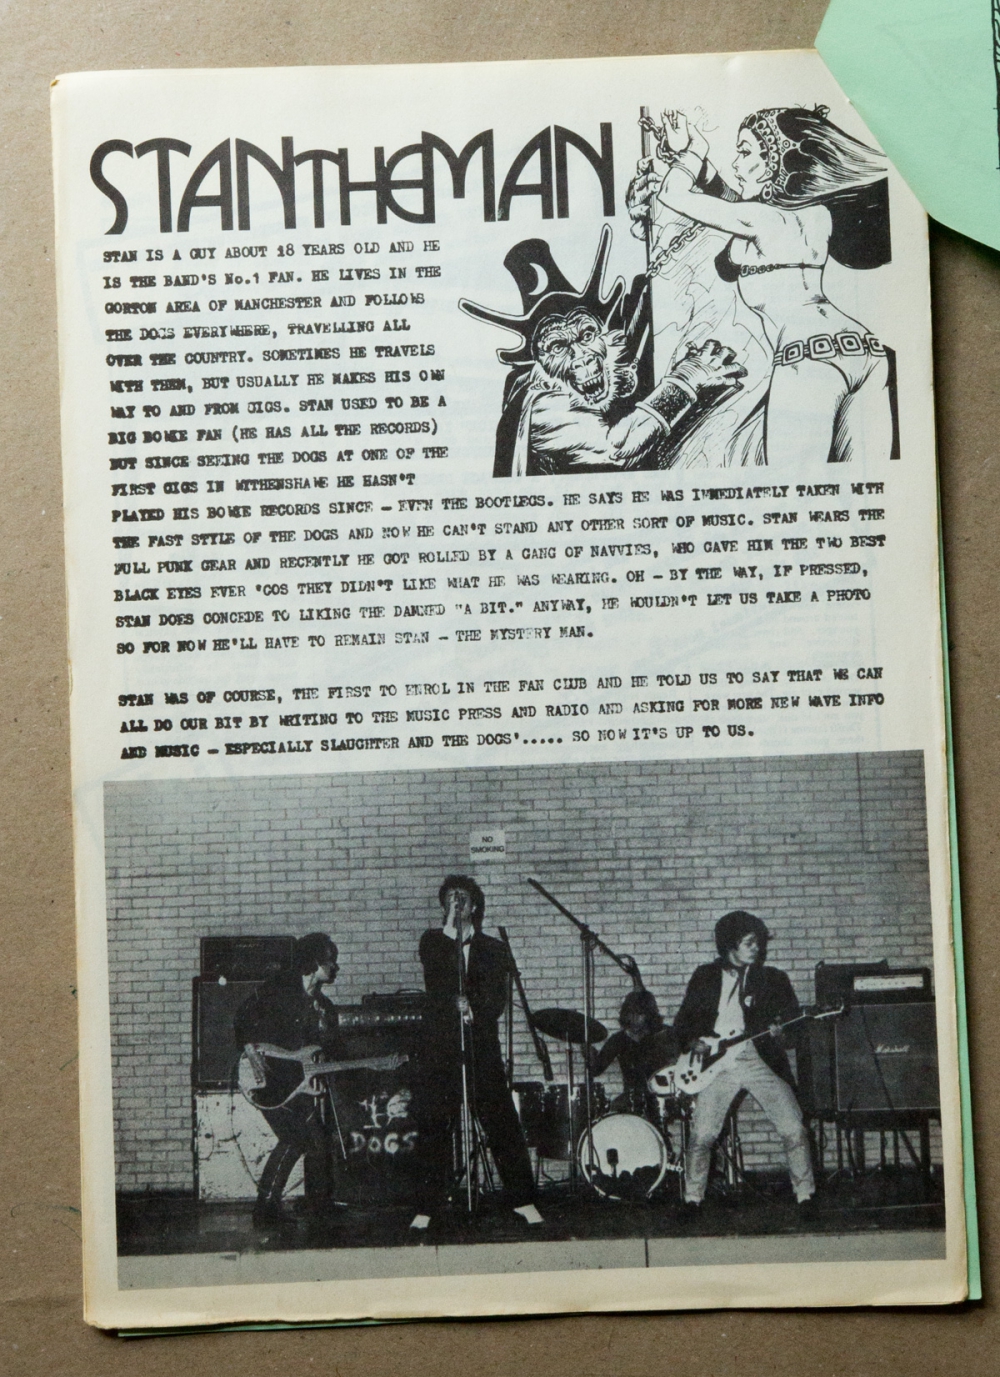 STANTHEMAN
STAN IS A GUY ABOUT 18 YEARS OLD AND HE
IS THE BAND'S No.1 FAN. HE LIVES IN THE
GORTON AREA OF MANCHESTER AND FOLLOWS
THE DOGS EVERYWHERE, TRAVELLING ALL
OVER THE COUNTRY. SOMETIMES HE TRAVELS
WITH THEM, BUT USUALLY HE MAKES HIS OWN
WAY TO AND FROM GIGS. STAN USED TO BE A
BIG BOWIE FAN (HE HAS ALL THE RECORDS)
BUT SINCE SEEING THE DOGS AT ONE OF THE
FIRST GIGS IN WITHENSHAWE HE HASN'T
PLAYED HIS BOWIE RECORDS SINCE - EVEN THE BOOTLEGS. HE SAYS HE WAS IMMEDIATELY TAKEN WITH
THE FAST STYLE OF THE DOGS AND NOW HE CAN'T STAND ANY OTHER SORT OF MUSIC. STAN WEARS THE
FULL PUNK GEAR AND RECENTLY HE GOT ROLLED BY A GANG OF NAVVIES, WHO GAVE HIM THE TWO BEST
BLACK EYES EVER 'COS THEY DIDN'T LIKE WHAT HE WAS WEARING. OH - BY THE WAY, IF PRESSED,
STAN DOES CONCEDE TO LIKING THE DAMNED "A BIT." ANYWAY, HE WOULDN'T LET US TAKE A PHOTO
SO FOR NOW HE'LL HAVE TO REMAIN STAN - THE MYSTERY MAN.
STAN WAS OF COURSE, THE FIRST TO ENROL IN THE FAN CLUB AND HE TOLD US TO SAY THAT WE CAN
ALL DO OUR BIT BY WRITING TO THE MUSIC PRESS AND RADIO AND ASKING FOR MORE NEW WAVE INFO
AND MUSIC - ESPECIALLY SLAUGHTER AND THE DOGS'..... SO NOW IT'S UP TO US.
NO
SMOKING
Marshall
DOGS